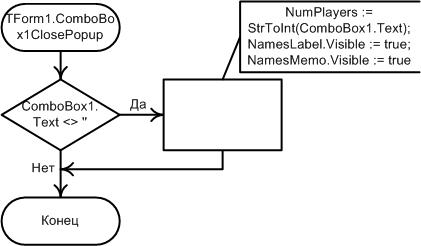 TForm1.ComboBo
x1ClosePopup
NumPlayers :=
StrToInt(ComboBox1.Text);
NamesLabel.Visible := true;
NamesMemo.Visible := true
ComboBox1.
Text <> ''
Да
Нет
Конец